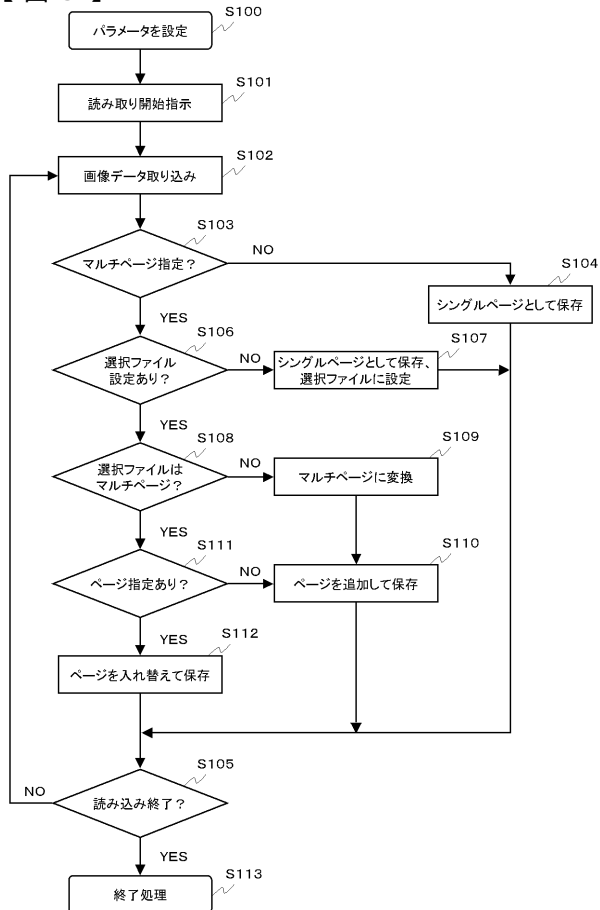 S100
パラメータを設定
S101
読み取り開始指示
S102
画像データ取り込み
S103
マルチページ指定？
NO
S104
シングルページとして保存
YES
S106
選択ファイル
設定あり？
NO
S107
シングルページとして保存、
選択ファイルに設定
YES
S108
選択ファイルは
マルチページ？
NO
S109
マルチページに変換
YES
S111
ページ指定あり？
NO
S110
ページを追加して保存
YES
S112
ページを入れ替えて保存
S105
読み込み終了？
NO
YES
S113
終了処理